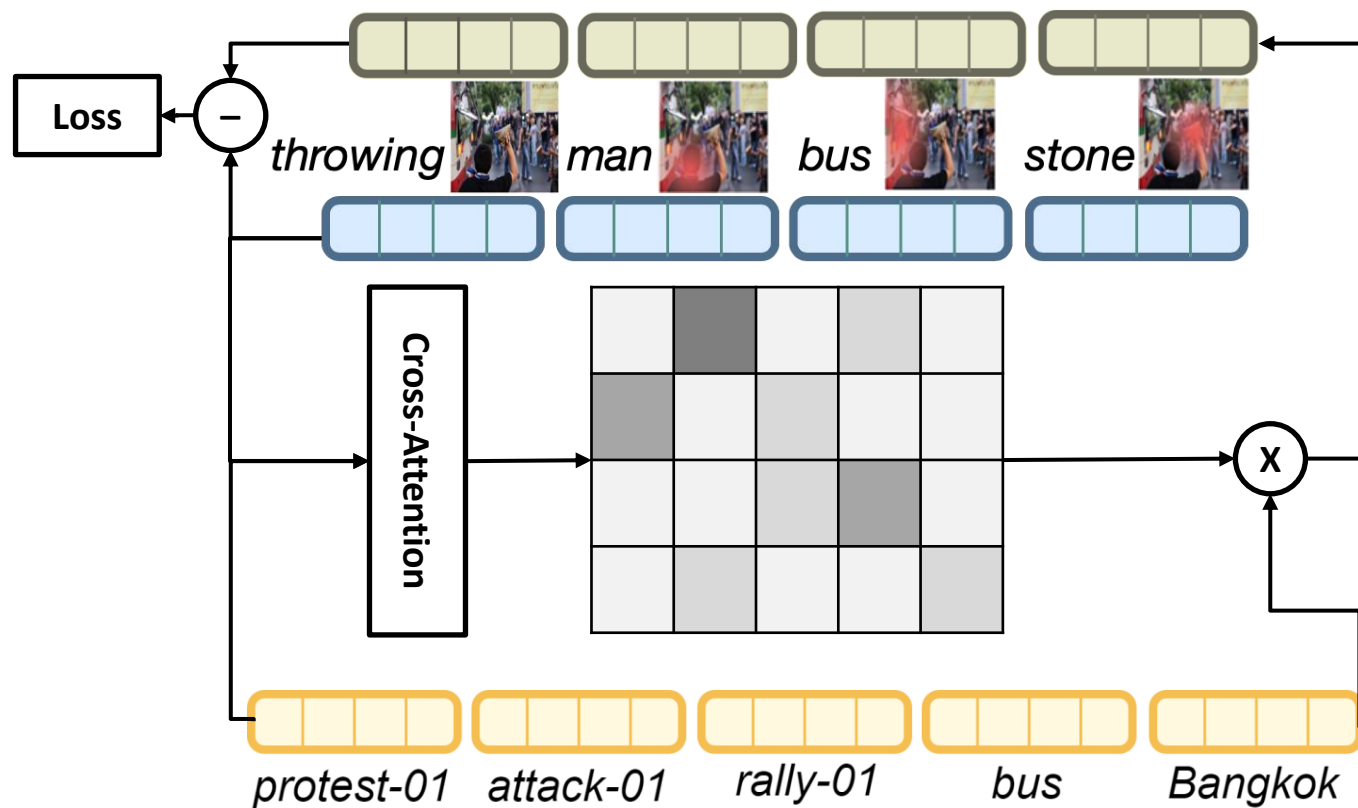 Loss
−
throwing man bus stone
Cross-Attention
X
protest-01 attack-01 rally-01 bus Bangkok